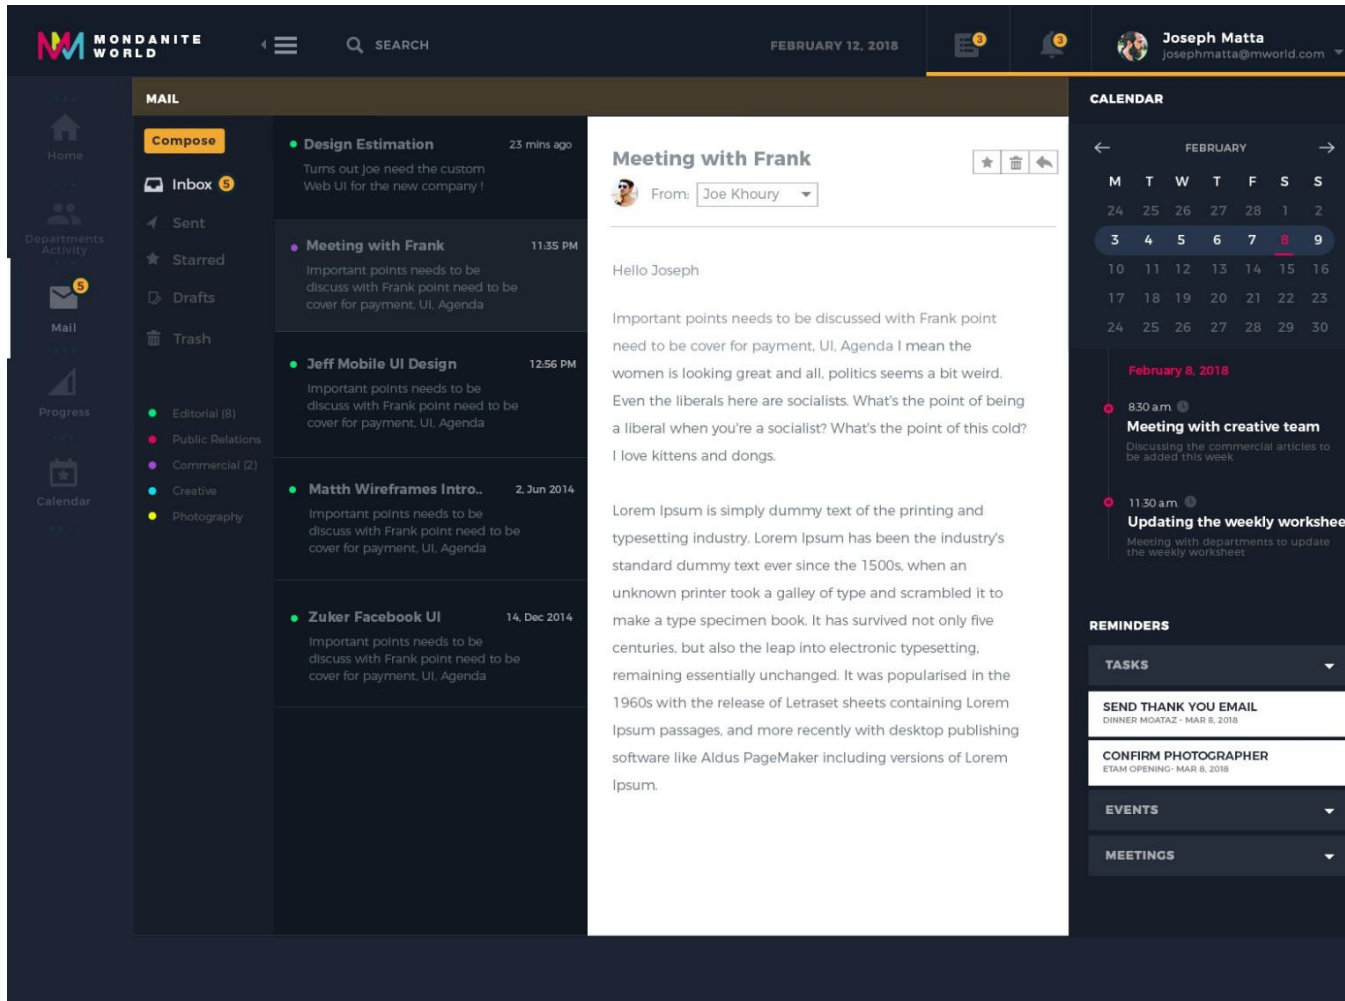 MONDANITE
WORLD
SEARCH
FEBRUARY 12, 2018
3
3
Joseph Matta
josephmatta@mworld.com
Home
Departments
Activity
5
Mail
Progress
Calendar
MAIL
Compose
Inbox 5
Sent
Starred
Drafts
Trash
Editorial (8)
Public Relations
Commercial (2)
Creative
Photography
Design Estimation 23 mins ago
Turns out joe need the custom
Web UI for the new company !
Meeting with Frank 11:35 PM
Important points needs to be
discuss with Frank point need to be
cover for payment, UI, Agenda
Jeff Mobile UI Design 12:56 PM
Important points needs to be
discuss with Frank point need to be
cover for payment, UI, Agenda
Matth Wireframes Intro.. 2, Jun 2014
Important points needs to be
discuss with Frank point need to be
cover for payment, UI, Agenda
Zuker Facebook UI 14, Dec 2014
Important points needs to be
discuss with Frank point need to be
cover for payment, UI, Agenda
Meeting with Frank
From: Joe Khoury
Hello Joseph
Important points needs to be discussed with Frank point
need to be cover for payment, UI, Agenda I mean the
women is looking great and all, politics seems a bit weird.
Even the liberals here are socialists. What's the point of being
a liberal when you're a socialist? What's the point of this cold?
I love kittens and dongs.
Lorem Ipsum is simply dummy text of the printing and
typesetting industry. Lorem Ipsum has been the industry's
standard dummy text ever since the 1500s, when an
unknown printer took a galley of type and scrambled it to
make a type specimen book. It has survived not only five
centuries, but also the leap into electronic typesetting,
remaining essentially unchanged. It was popularised in the
1960s with the release of Letraset sheets containing Lorem
Ipsum passages, and more recently with desktop publishing
software like Aldus PageMaker including versions of Lorem
Ipsum.
CALENDAR
FEBRUARY
M T W T F S S
24 25 26 27 28 1 2
3 4 5 6 7 8 9
10 11 12 13 14 15 16
17 18 19 20 21 22 23
24 25 26 27 28 29 30
February 8, 2018
8:30 a.m.
Meeting with creative team
Discussing the commercial articles to
be added this week
11:30 a.m.
Updating the weekly workshee
Meeting with departments to update
the weekly worksheet
REMINDERS
TASKS
SEND THANK YOU EMAIL
DINNER MOATAZ - MAR 8, 2018
CONFIRM PHOTOGRAPHER
ETAM OPENING- MAR 8, 2018
EVENTS
MEETINGS